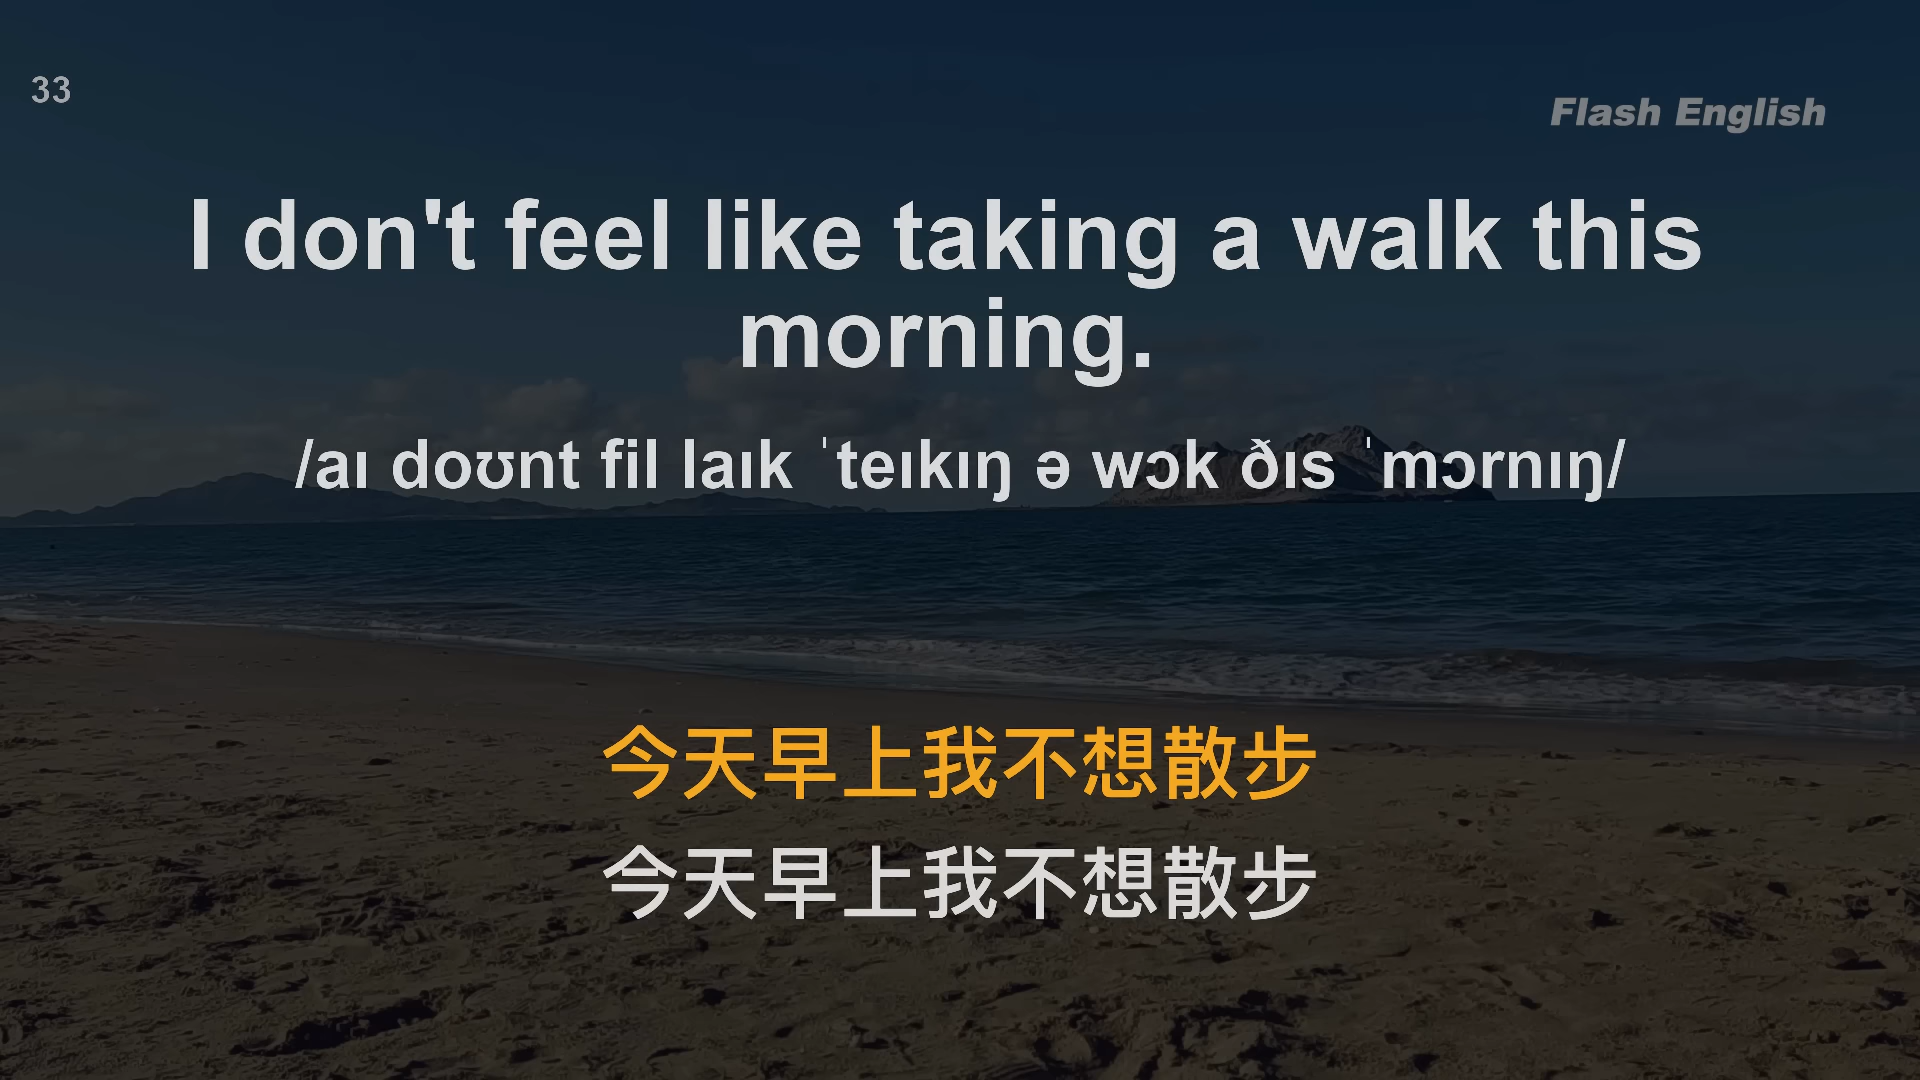 33
Flash English
I don't feel like taking a walk this
morning.
/aɪ doʊnt fil laɪk ˈteɪkɪŋ ə wɔk ðɪs ˈmɔrnɪŋ/
今天早上我不想散步
今天早上我不想散步